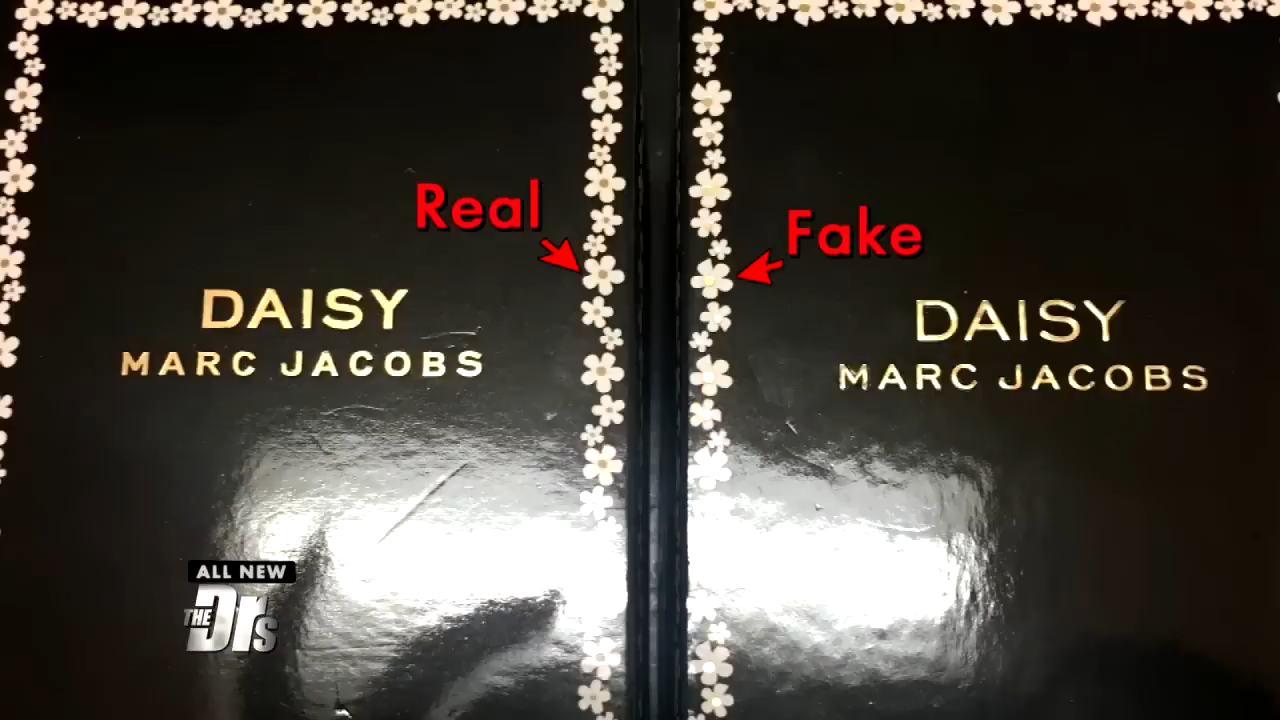 Real
Fake
DAISY
MARC JACOBS
DAISY
MARC JACOBS
ALL NEW
THE Drs